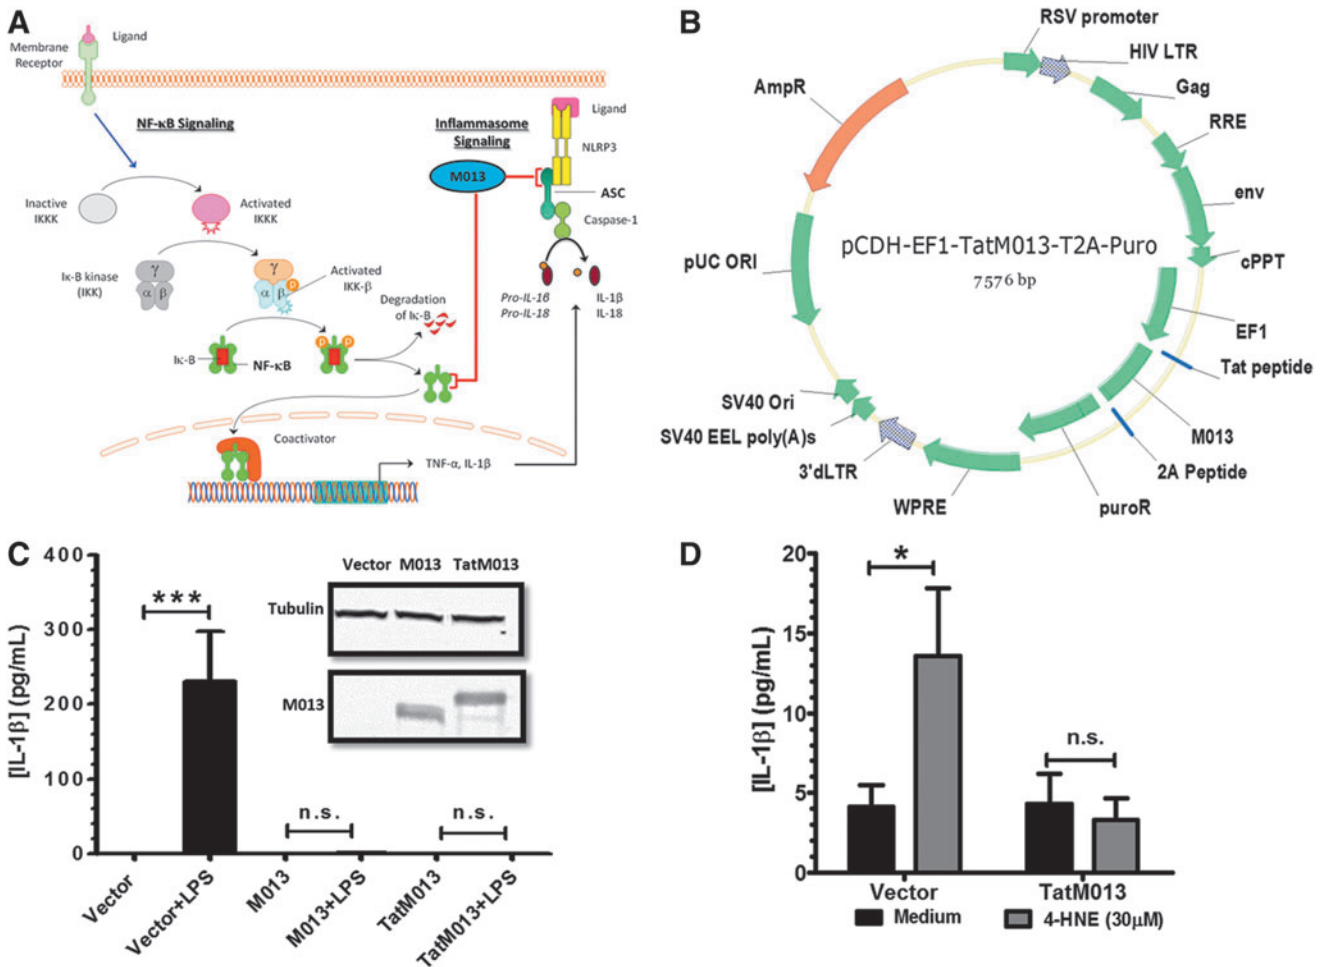 A
Membrane
Receptor
Ligand
NF-κB Signaling
Inflammasome
Signaling
Ligand
NLRP3
M013
ASC
Caspase-1
Inactive
IKKK
Activated
IKKK
Iκ-B kinase
(IKK)
γ
α β
γ
α β
P
Activated
IKK-β
Pro-IL-1β
Pro-IL-18
IL-1β
IL-18
Degradation
of Iκ-B
Iκ-B
NF-κB
P P
Coactivator
TNF-α, IL-1β
B
RSV promoter
HIV LTR
Gag
RRE
env
cPPT
EF1
Tat peptide
M013
2A Peptide
puroR
WPRE
3'dLTR
SV40 EEL poly(A)s
SV40 Ori
pUC ORI
AmpR
pCDH-EF1-TatM013-T2A-Puro
7576 bp
C
[IL-1β] (pg/mL)
400
300
200
100
0
***
n.s.
n.s.
Vector M013 TatM013
Tubulin
M013
Vector
Vector+LPS
M013
M013+LPS
TatM013
TatM013+LPS
D
[IL-1β] (pg/mL)
20
15
10
5
0
*
n.s.
Vector TatM013
Medium 4-HNE (30μM)